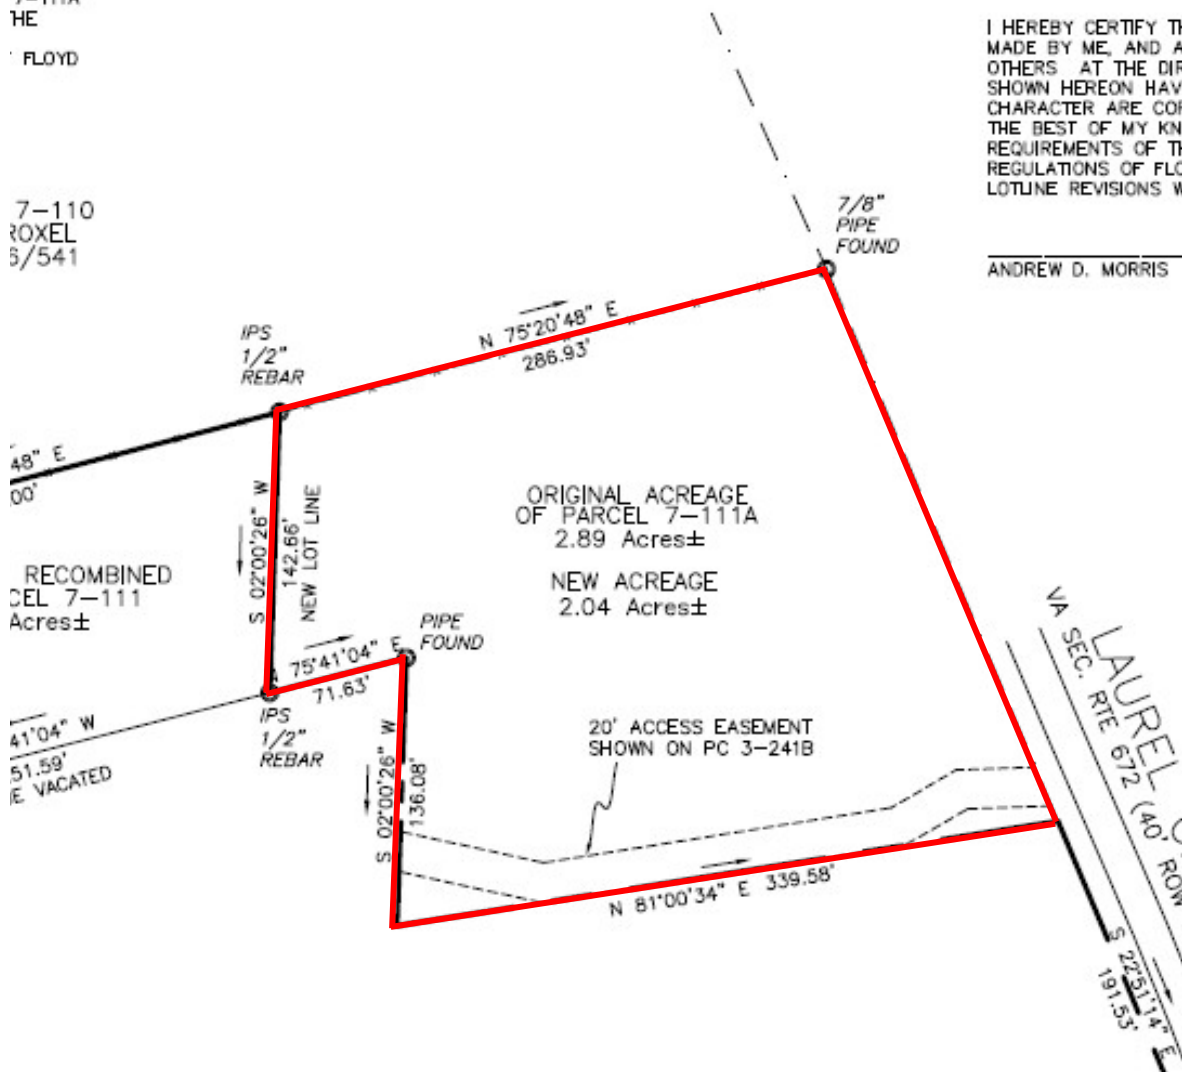 THE
FLOYD
I HEREBY CERTIFY TH
MADE BY ME, AND A
OTHERS AT THE DIR
SHOWN HEREON HAV
CHARACTER ARE COR
THE BEST OF MY KN
REQUIREMENTS OF TH
REGULATIONS OF FLO
LOTLINE REVISIONS W
ANDREW D. MORRIS
7-110
ROXEL
6/541
7/8"
PIPE
FOUND
IPS
1/2"
REBAR
N 75°20'48" E
286.93'
48" E
00'
S 02°00'26" W
142.66'
NEW LOT LINE
ORIGINAL ACREAGE
OF PARCEL 7-111A
2.89 Acres±
NEW ACREAGE
2.04 Acres±
RECOMBINED
CEL 7-111
Acres±
PIPE
FOUND
75°41'04" E
71.63'
IPS
1/2"
REBAR
41'04" W
51.59'
E VACATED
S 02°00'26" W
136.08'
20' ACCESS EASEMENT
SHOWN ON PC 3-241B
N 81°00'34" E 339.58'
LAUREL
VA SEC. RTE 672 (40' ROW
S 22°51'14" E
191.53'